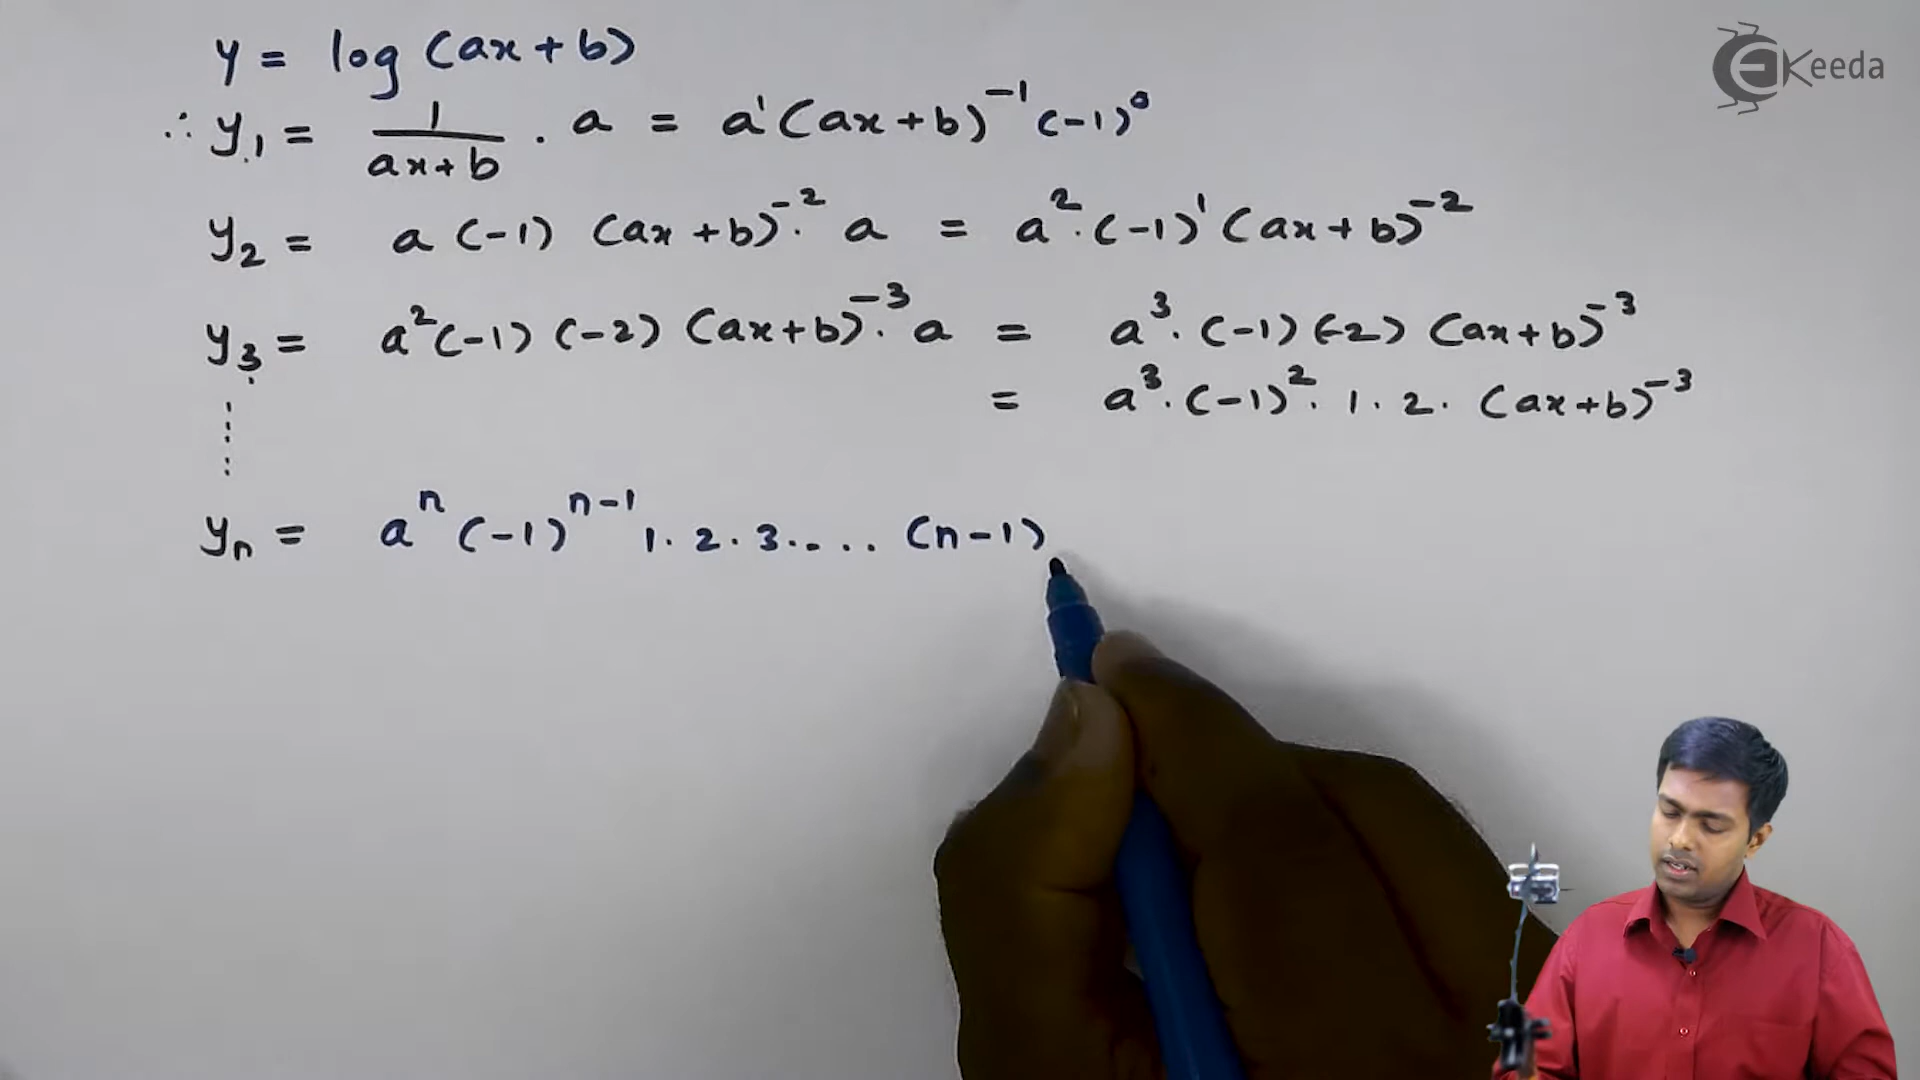 y = log (ax + b)
EKeeda
∴ y₁ = 1/(ax+b) . a = a¹(ax+b)⁻¹(-1)⁰
y₂ = a (-1) (ax+b)⁻². a = a².(-1)¹(ax+b)⁻²
y₃ = a²(-1)(-2)(ax+b)⁻³. a = a³.(-1)(-2)(ax+b)⁻³
= a³.(-1)².1.2.(ax+b)⁻³
yₙ = aⁿ(-1)ⁿ⁻¹ 1.2.3.... (n-1)